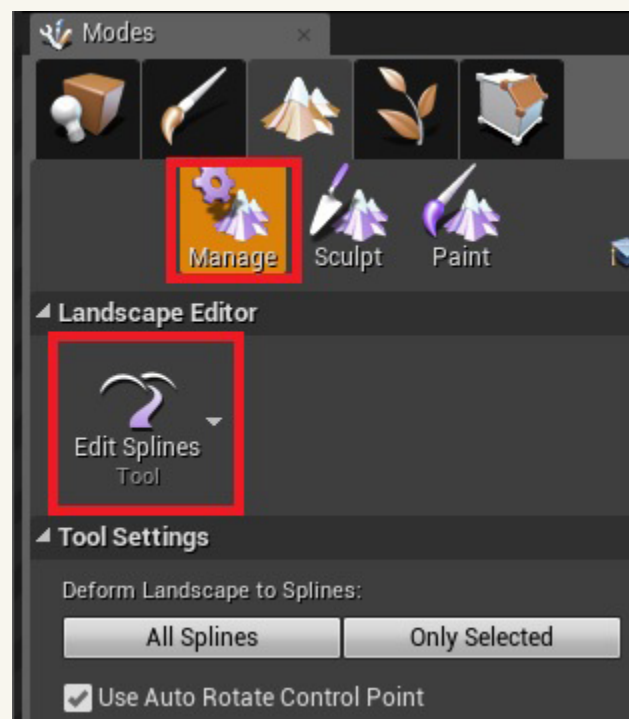 Modes
Manage Sculpt Paint
Landscape Editor
Edit Splines
Tool
Tool Settings
Deform Landscape to Splines:
All Splines Only Selected
Use Auto Rotate Control Point